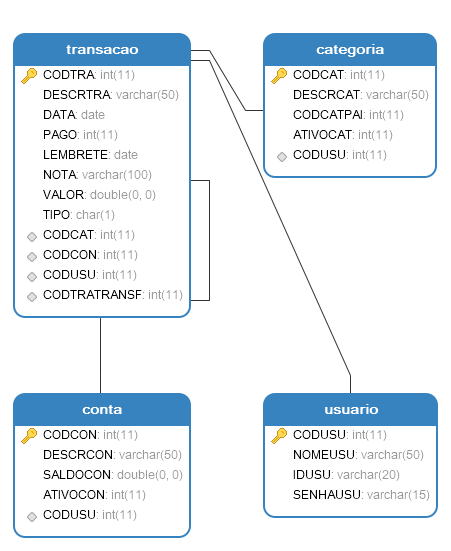 transacao
CODTRA: int(11)
DESCRTRA: varchar(50)
DATA: date
PAGO: int(11)
LEMBRETE: date
NOTA: varchar(100)
VALOR: double(0, 0)
TIPO: char(1)
CODCAT: int(11)
CODCON: int(11)
CODUSU: int(11)
CODTRATRANSF: int(11)
categoria
CODCAT: int(11)
DESCRCAT: varchar(50)
CODCATPAI: int(11)
ATIVOCAT: int(11)
CODUSU: int(11)
conta
CODCON: int(11)
DESCRCON: varchar(50)
SALDOCON: double(0, 0)
ATIVOCON: int(11)
CODUSU: int(11)
usuario
CODUSU: int(11)
NOMEUSU: varchar(50)
IDUSU: varchar(20)
SENHAUSU: varchar(15)